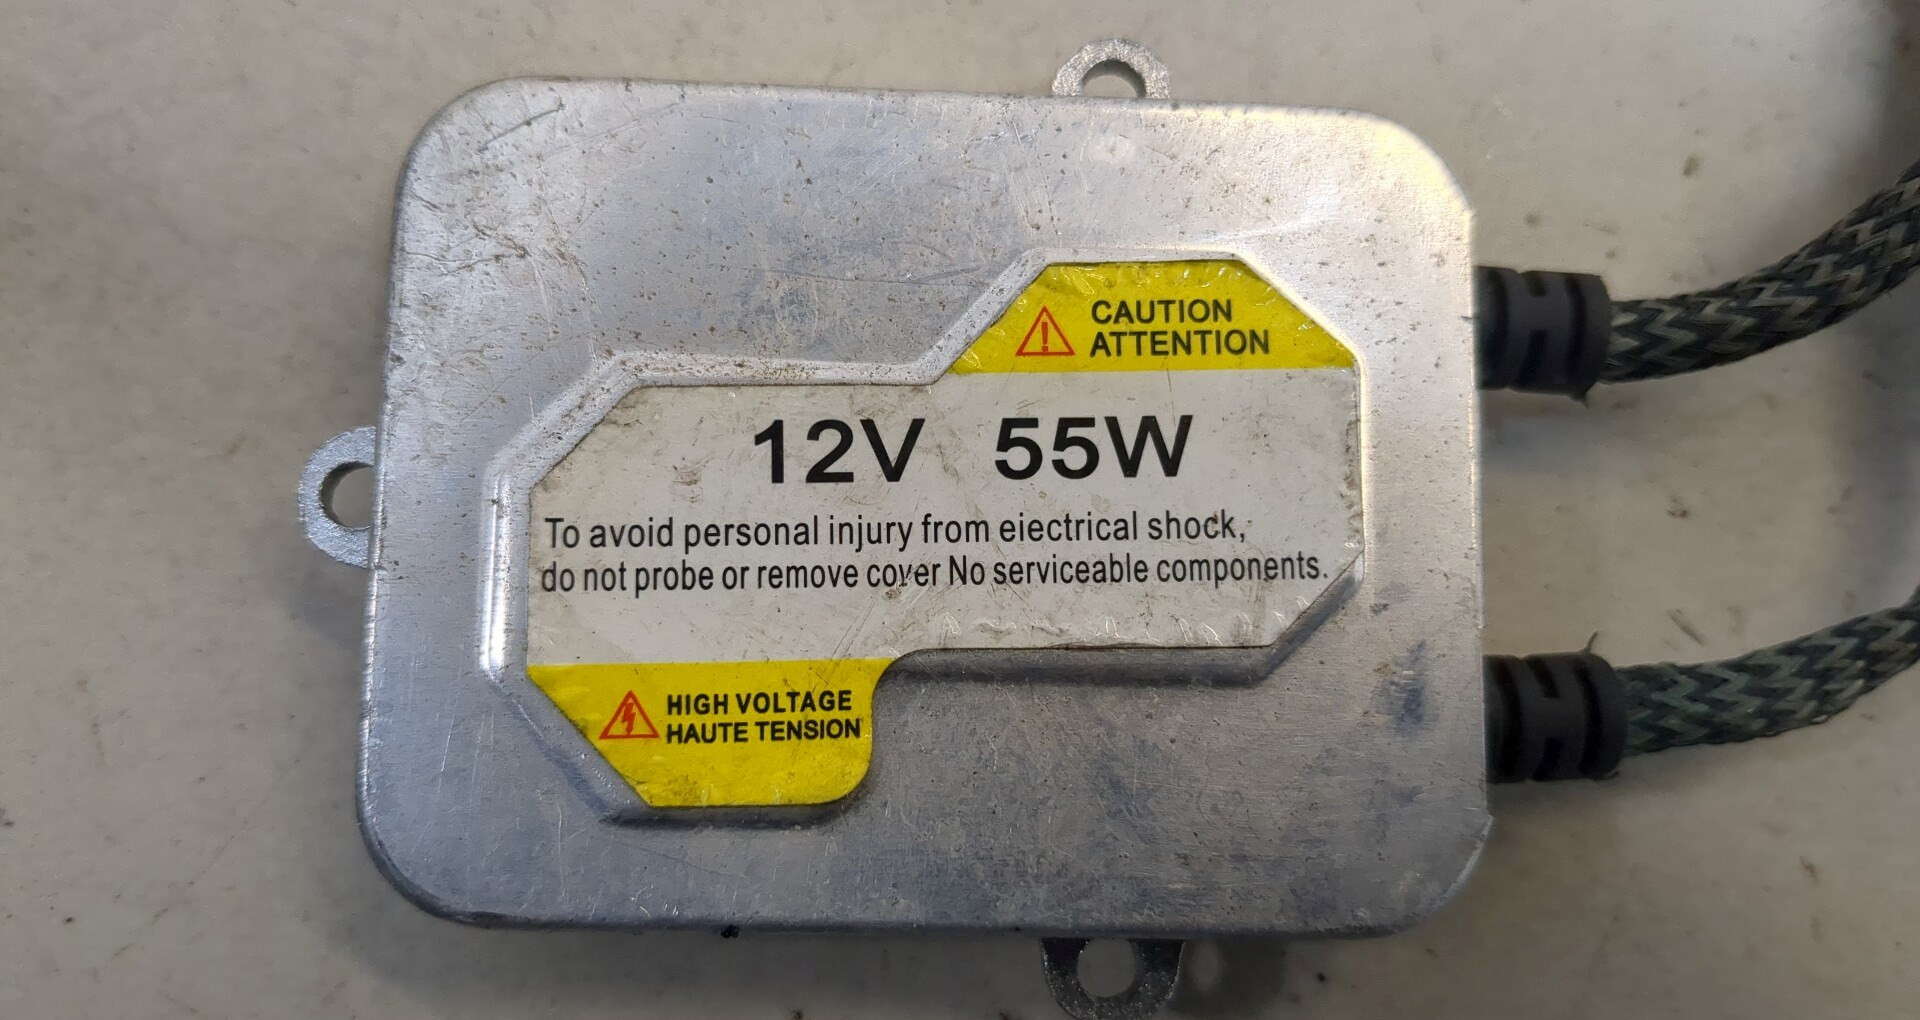 CAUTION
ATTENTION
12V 55W
To avoid personal injury from eiectrical shock,
do not probe or remove cover No serviceable components.
HIGH VOLTAGE
HAUTE TENSION